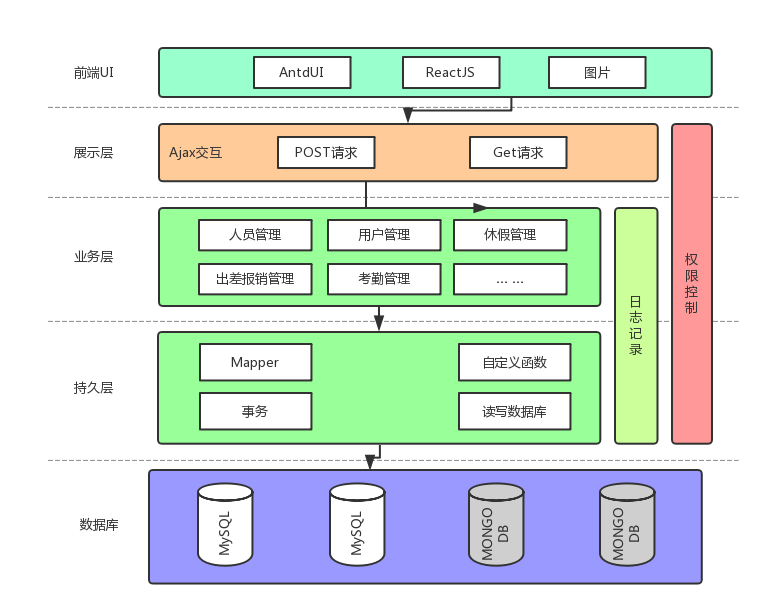 前端UI
AntdUI
ReactJS
图片
展示层
Ajax交互
POST请求
Get请求
业务层
人员管理
用户管理
休假管理
出差报销管理
考勤管理
... ...
持久层
Mapper
自定义函数
事务
读写数据库
日志记录
权限控制
数据库
MySQL
MySQL
MONGO
DB
MONGO
DB